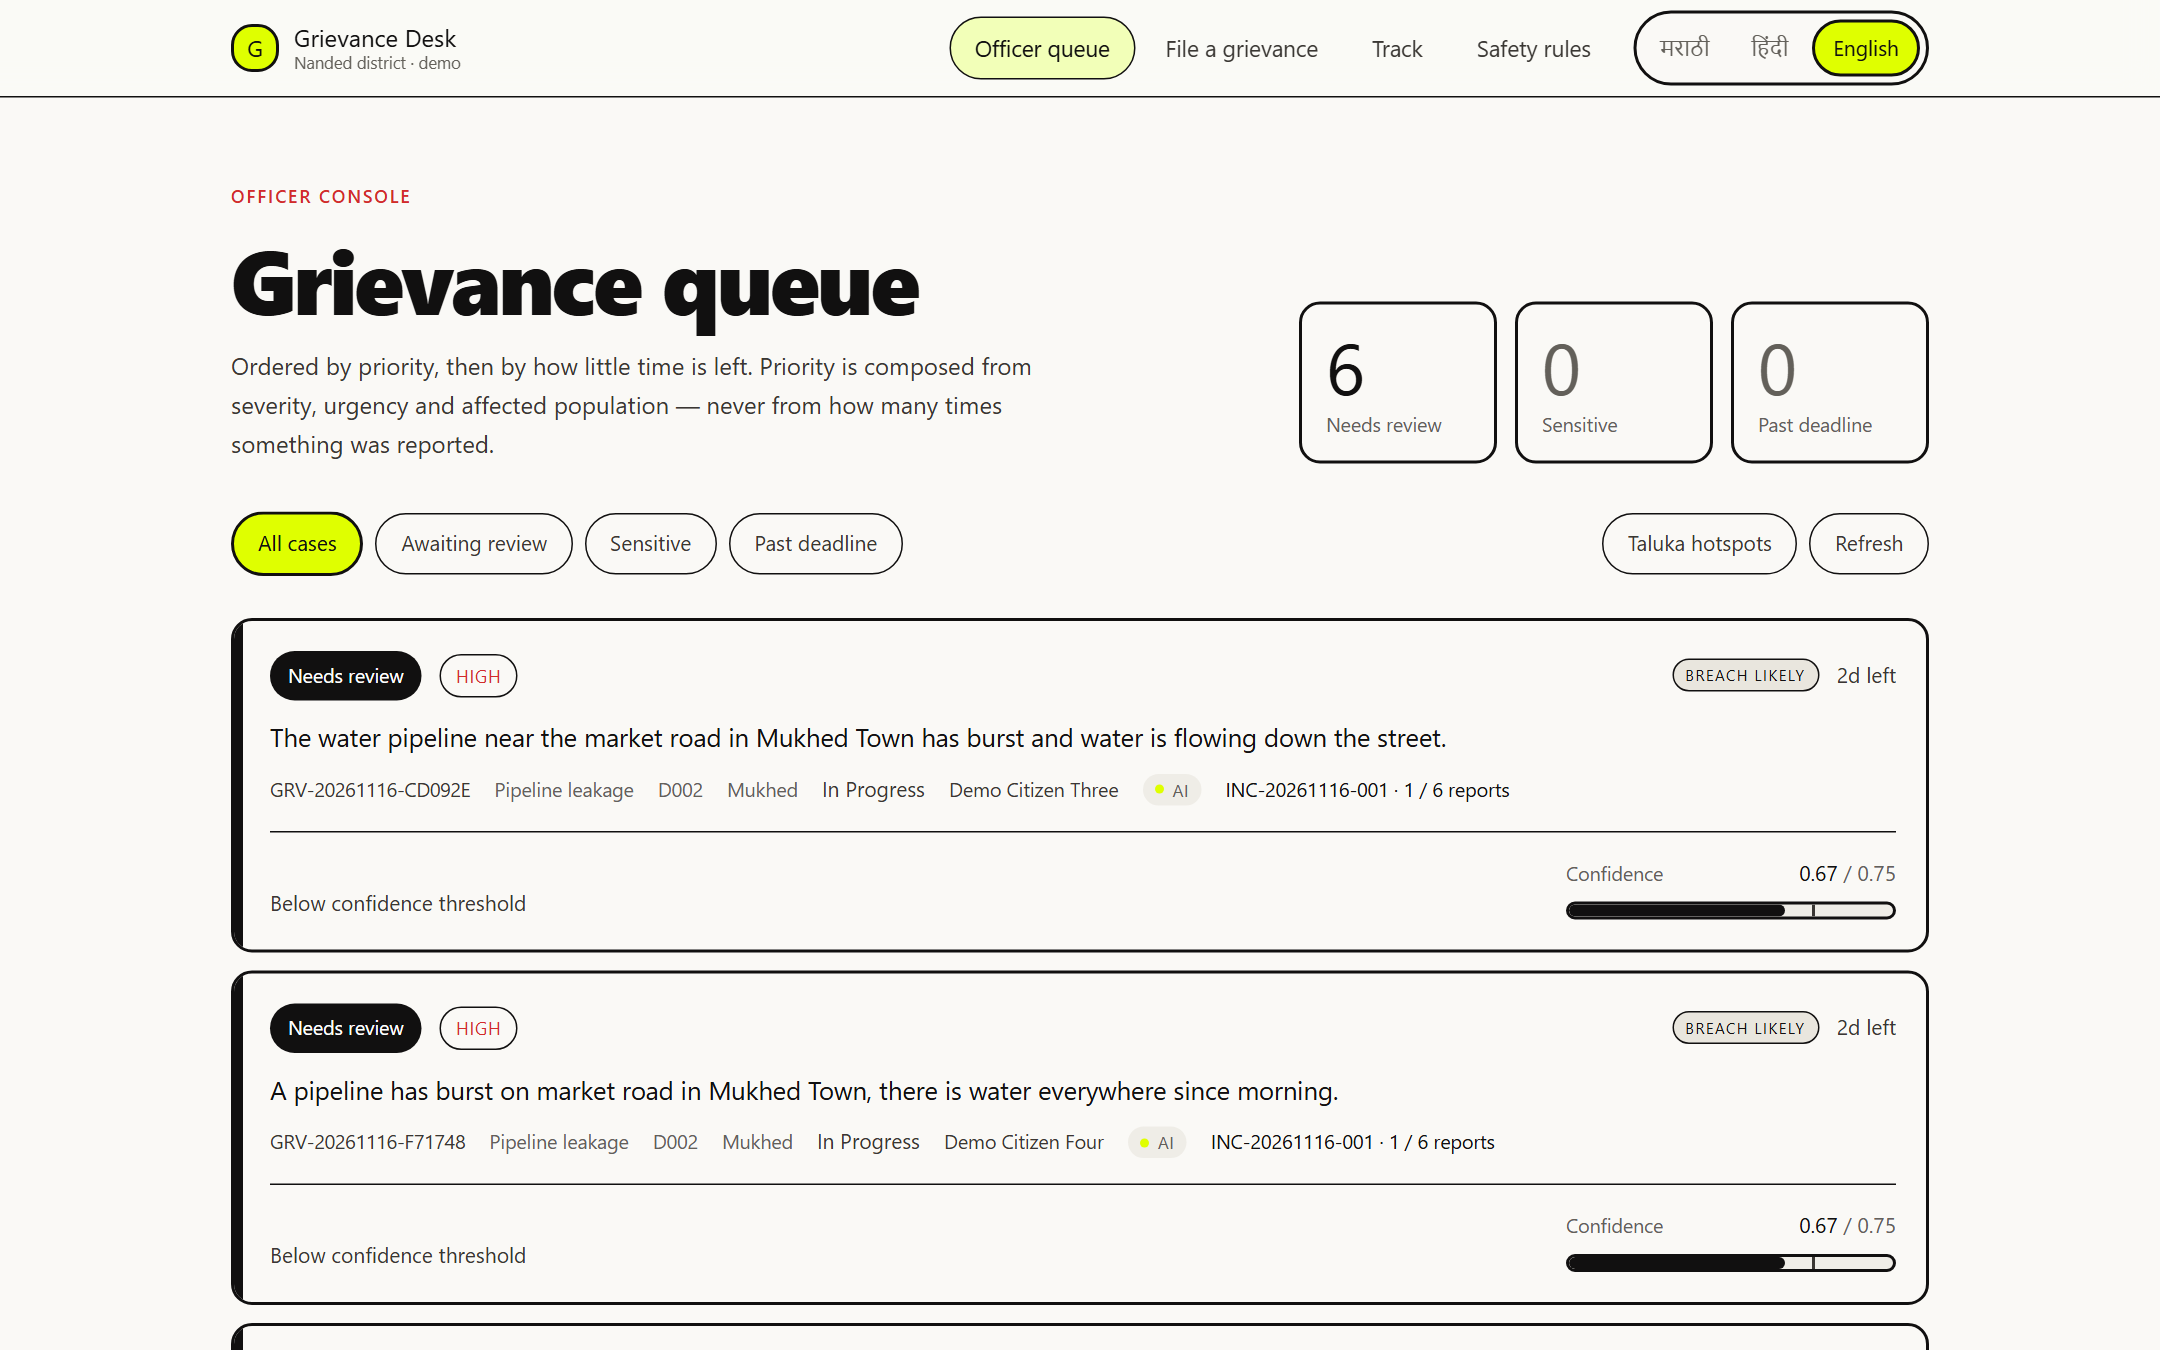 G
Grievance Desk
Nanded district · demo
Officer queue
File a grievance
Track
Safety rules
मराठी
हिंदी
English
OFFICER CONSOLE
Grievance queue
Ordered by priority, then by how little time is left. Priority is composed from
severity, urgency and affected population — never from how many times
something was reported.
6
Needs review
0
Sensitive
0
Past deadline
All cases
Awaiting review
Sensitive
Past deadline
Taluka hotspots
Refresh
Needs review
HIGH
BREACH LIKELY
2d left
The water pipeline near the market road in Mukhed Town has burst and water is flowing down the street.
GRV-20261116-CD092E Pipeline leakage D002 Mukhed In Progress Demo Citizen Three AI INC-20261116-001 · 1 / 6 reports
Confidence 0.67 / 0.75
Below confidence threshold
Needs review
HIGH
BREACH LIKELY
2d left
A pipeline has burst on market road in Mukhed Town, there is water everywhere since morning.
GRV-20261116-F71748 Pipeline leakage D002 Mukhed In Progress Demo Citizen Four AI INC-20261116-001 · 1 / 6 reports
Confidence 0.67 / 0.75
Below confidence threshold